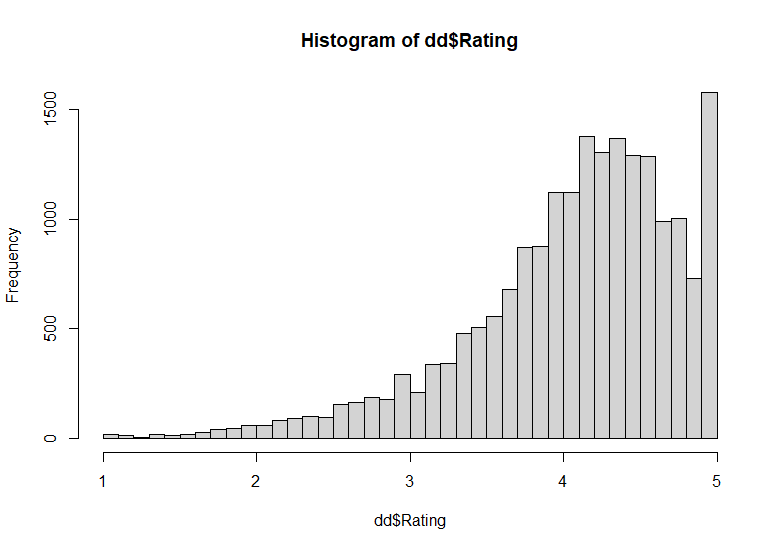 Histogram of dd$Rating
1500
1000
500
0
Frequency
1 2 3 4 5
dd$Rating